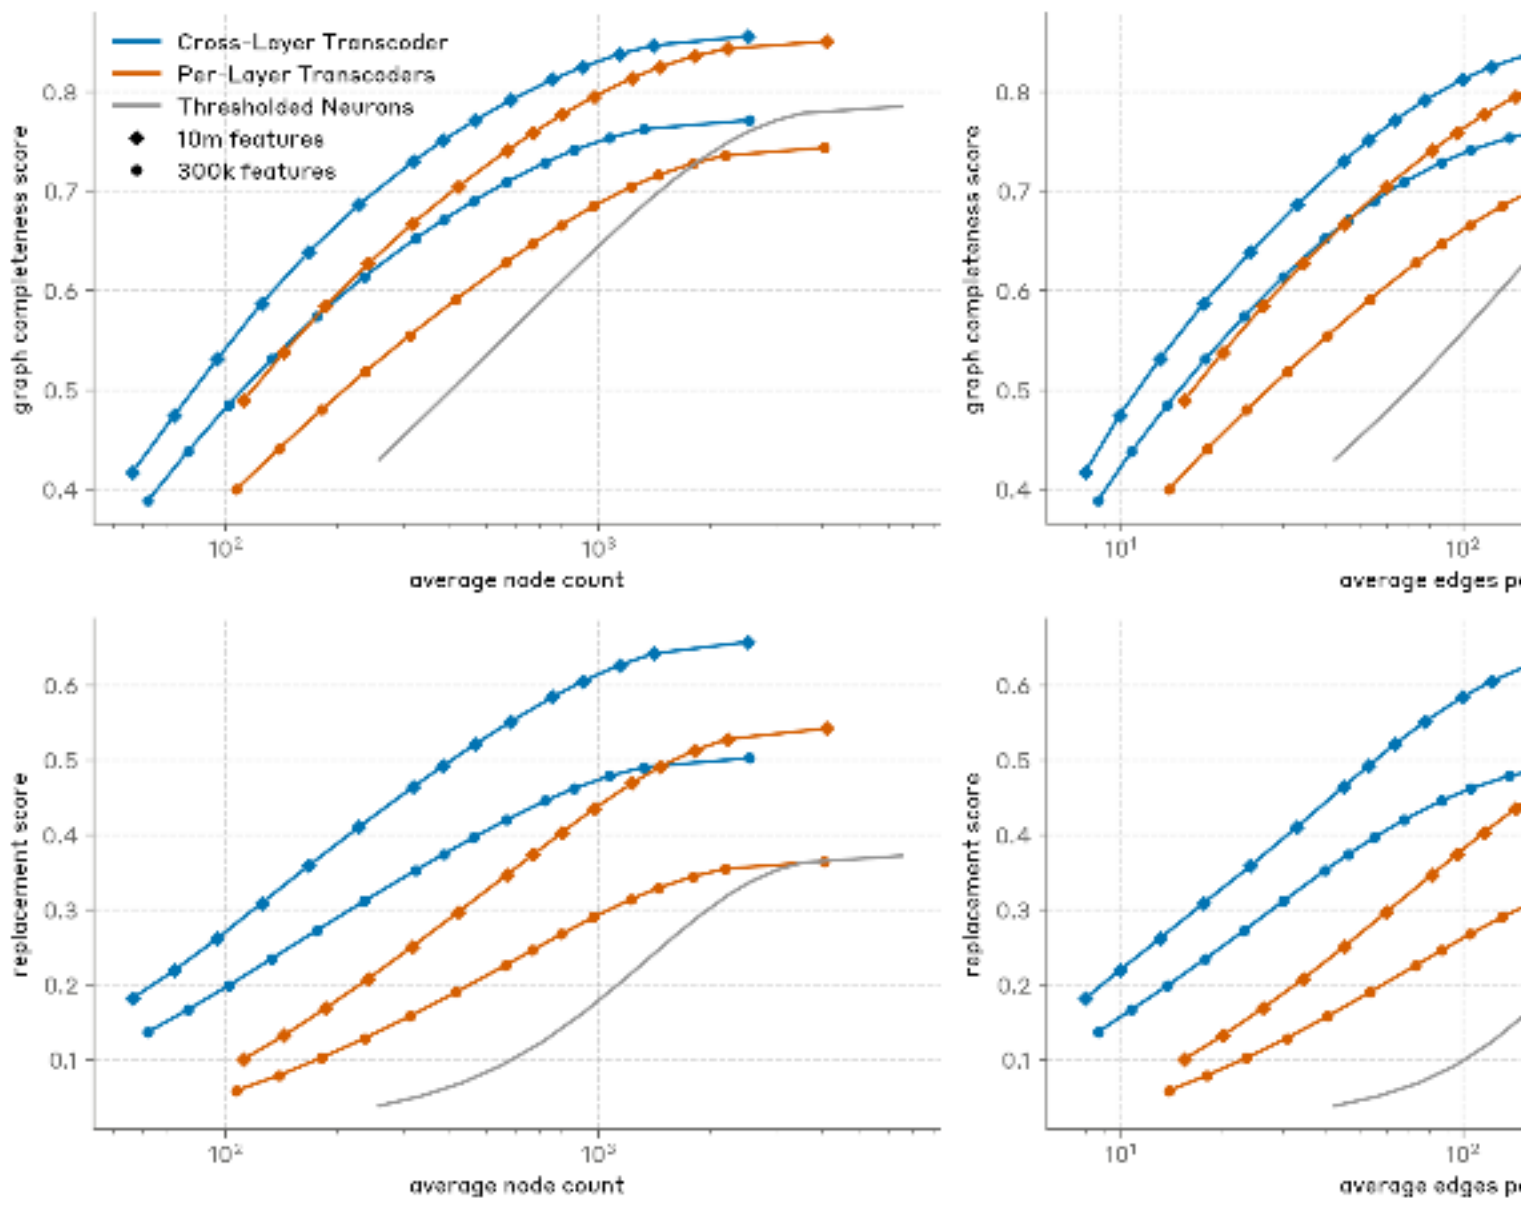 Cross-Layer Transcoder
Per-Layer Transcoders
Thresholded Neurons
10m features
300k features
graph completeness score
0.8
0.7
0.6
0.5
0.4
10²
10³
average node count
graph completeness score
0.8
0.7
0.6
0.5
0.4
10¹
10²
average edges
replacement score
0.6
0.5
0.4
0.3
0.2
0.1
10²
10³
average node count
replacement score
0.6
0.5
0.4
0.3
0.2
0.1
10¹
10²
average edges